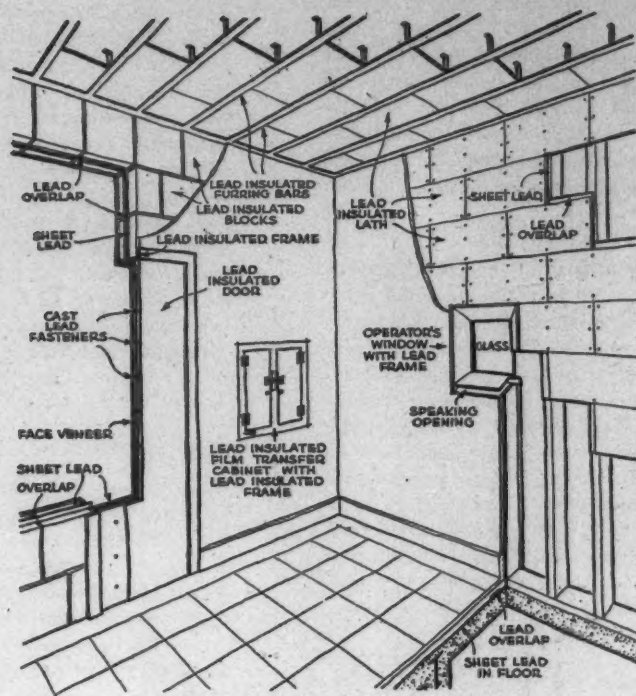 LEAD
OVERLAP
SHEET
LEAD
LEAD INSULATED
FURRING BARS
LEAD INSULATED
BLOCKS
LEAD INSULATED FRAME
LEAD
INSULATED
DOOR
LEAD
INSULATED
LATH
SHEET LEAD
LEAD
OVERLAP
CAST
LEAD
FASTENERS
OPERATOR'S
WINDOW
WITH LEAD
FRAME
GLASS
SPEAKING
OPENING
FACE VENEER
SHEET LEAD
OVERLAP
LEAD INSULATED
FILM TRANSFER
CABINET WITH
LEAD INSULATED
FRAME
LEAD
OVERLAP
SHEET LEAD
IN FLOOR